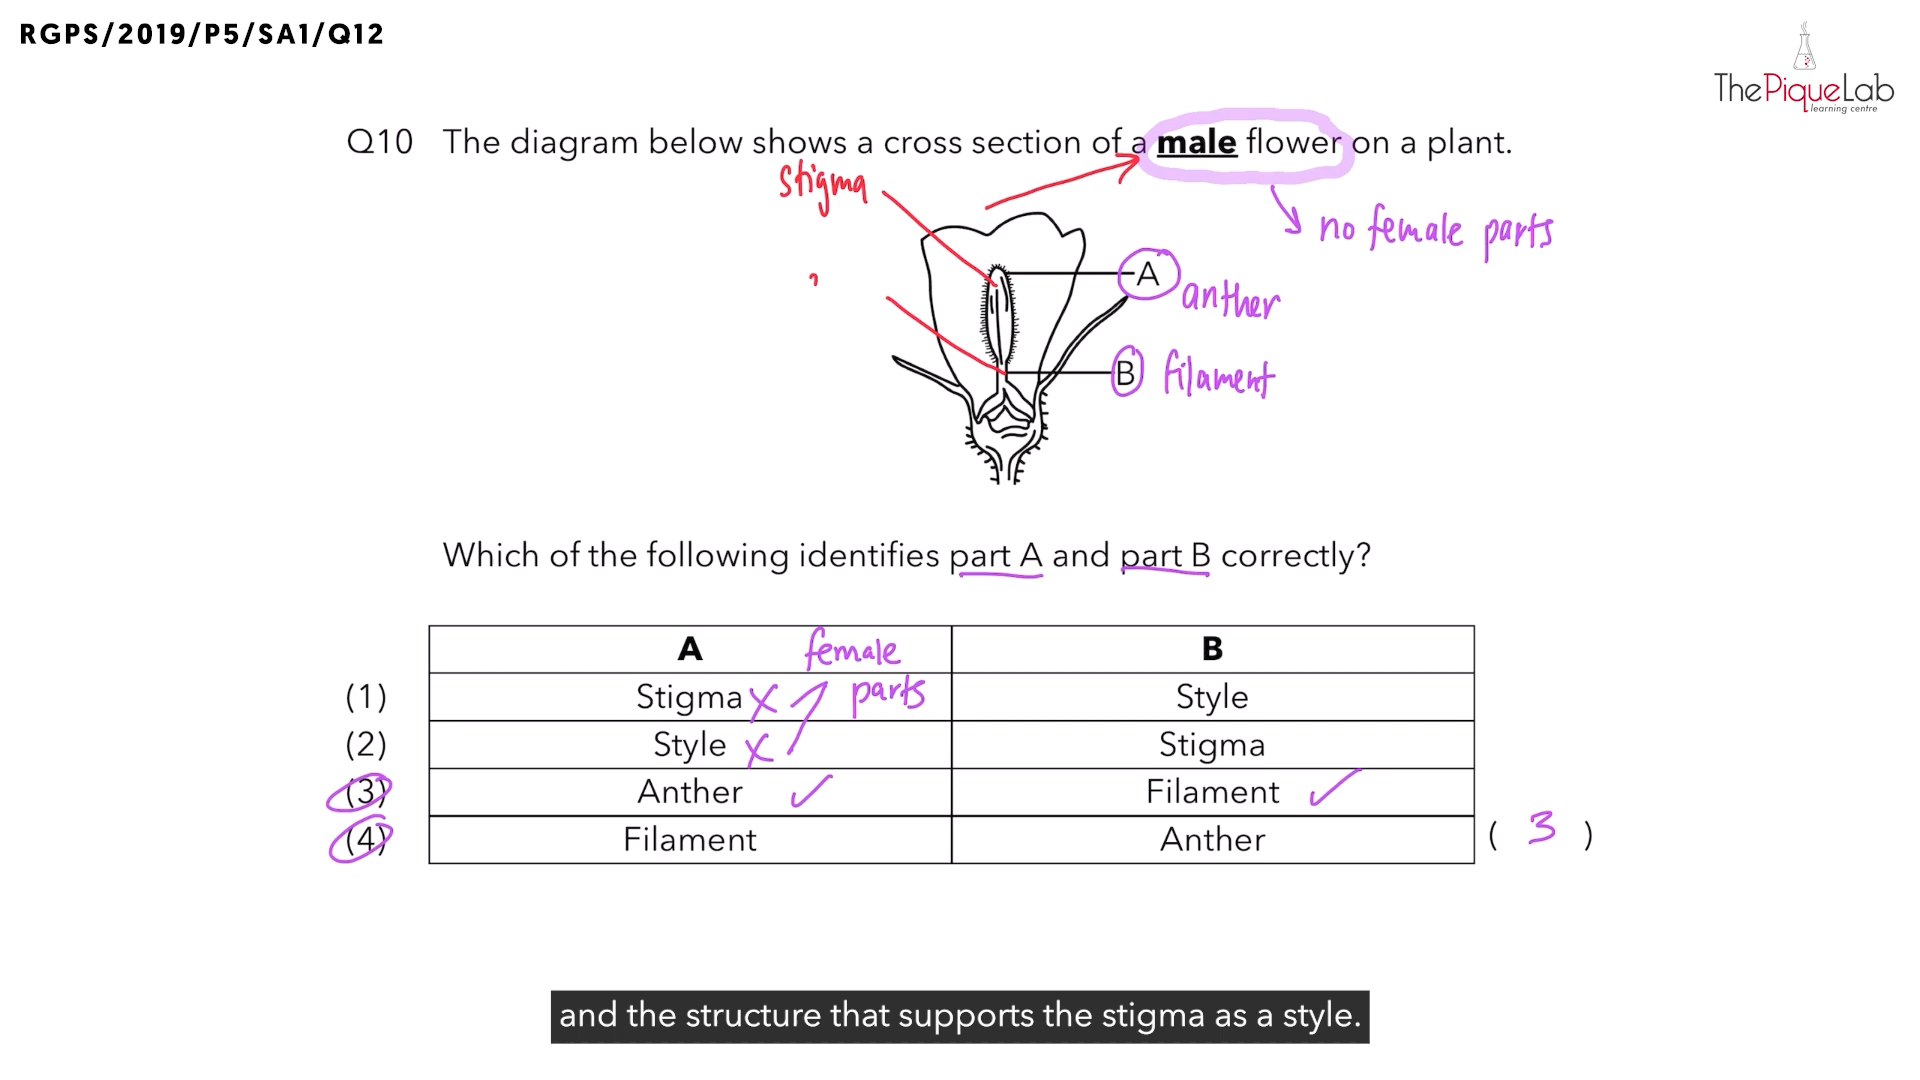 RGPS/2019/P5/SA1/Q12
ThePiqueLab
learning centre
Q10 The diagram below shows a cross section of a male flower on a plant.
stigma
no female parts
A
anther
B filament
Which of the following identifies part A and part B correctly?
A female B
(1) Stigma X parts Style
(2) Style X Stigma
(3) Anther ✓ Filament ✓
(4) Filament Anther ( 3 )
and the structure that supports the stigma as a style.